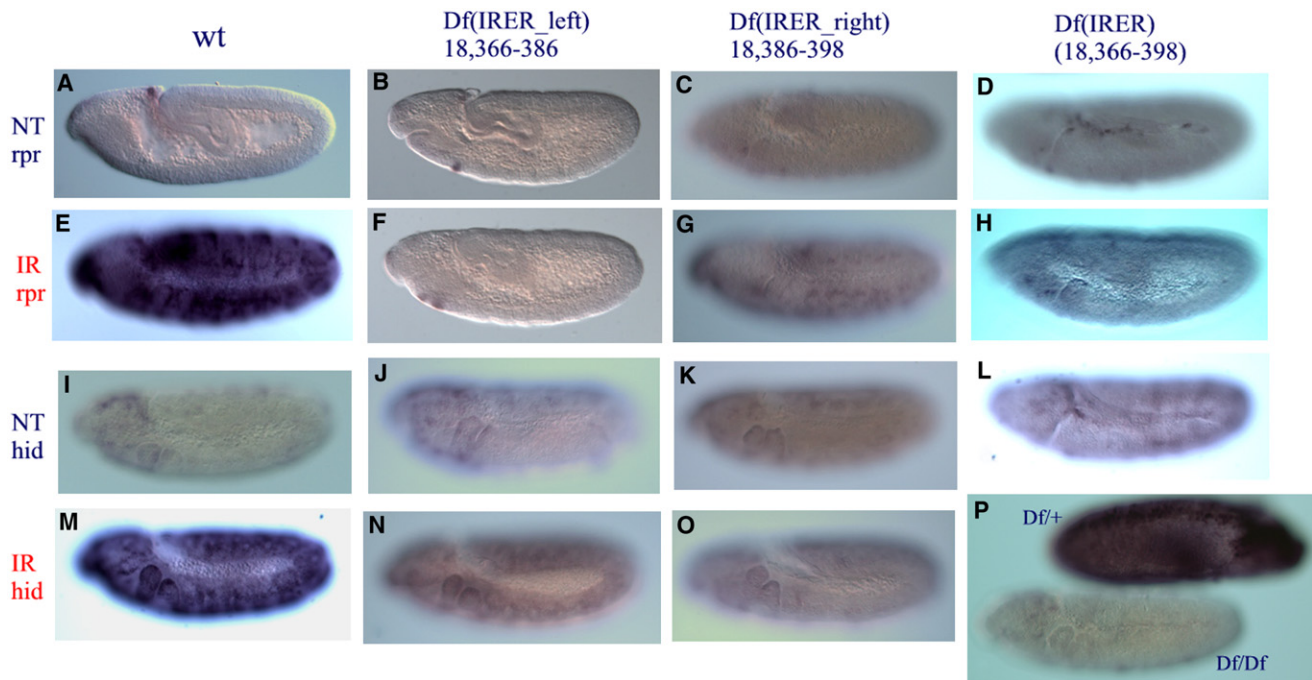 wt
Df(IRER_left)
18,366-386
Df(IRER_right)
18,386-398
Df(IRER)
(18,366-398)
NT
rpr
A
B
C
D
IR
rpr
E
F
G
H
NT
hid
I
J
K
L
IR
hid
M
N
O
P
Df/+
Df/Df